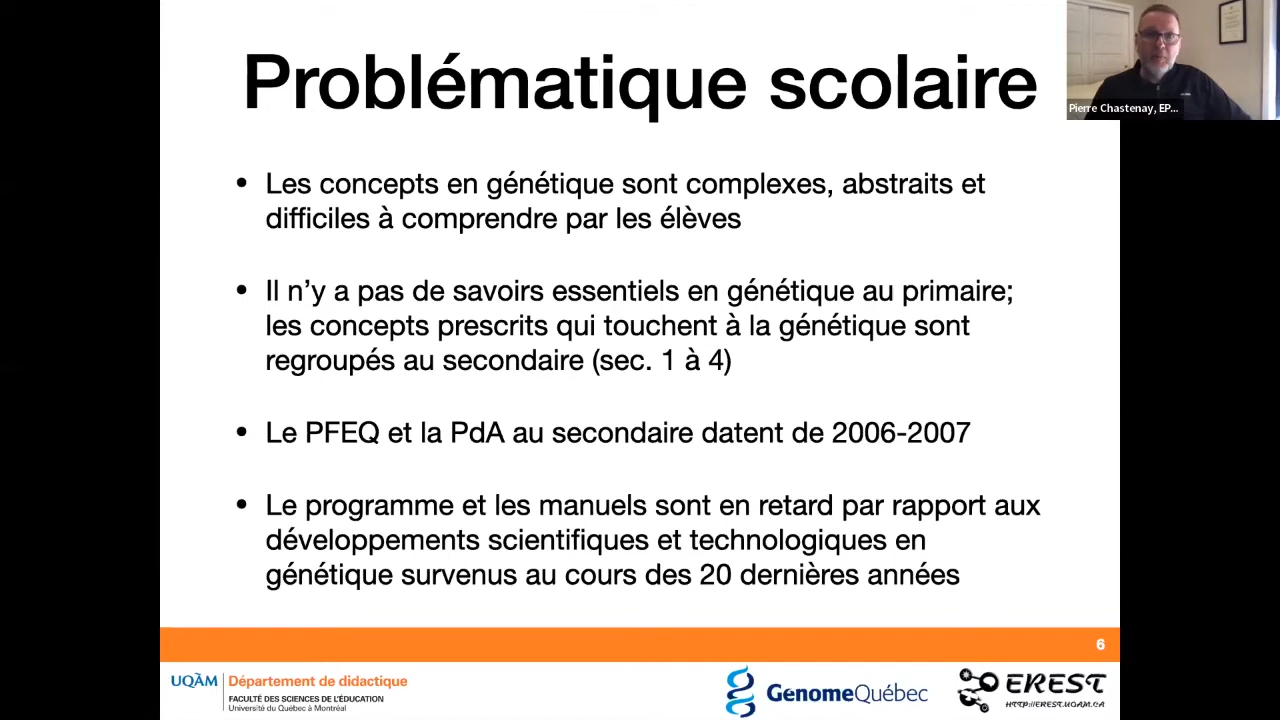 Problématique scolaire
Pierre Chastenay, EP...
• Les concepts en génétique sont complexes, abstraits et
difficiles à comprendre par les élèves
• Il n’y a pas de savoirs essentiels en génétique au primaire;
les concepts prescrits qui touchent à la génétique sont
regroupés au secondaire (sec. 1 à 4)
• Le PFEQ et la PdA au secondaire datent de 2006-2007
• Le programme et les manuels sont en retard par rapport aux
développements scientifiques et technologiques en
génétique survenus au cours des 20 dernières années
6
UQÀM
Département de didactique
FACULTÉ DES SCIENCES DE L'ÉDUCATION
Université du Québec à Montréal
GenomeQuébec
EREST
HTTP://EREST.UQAM.CA